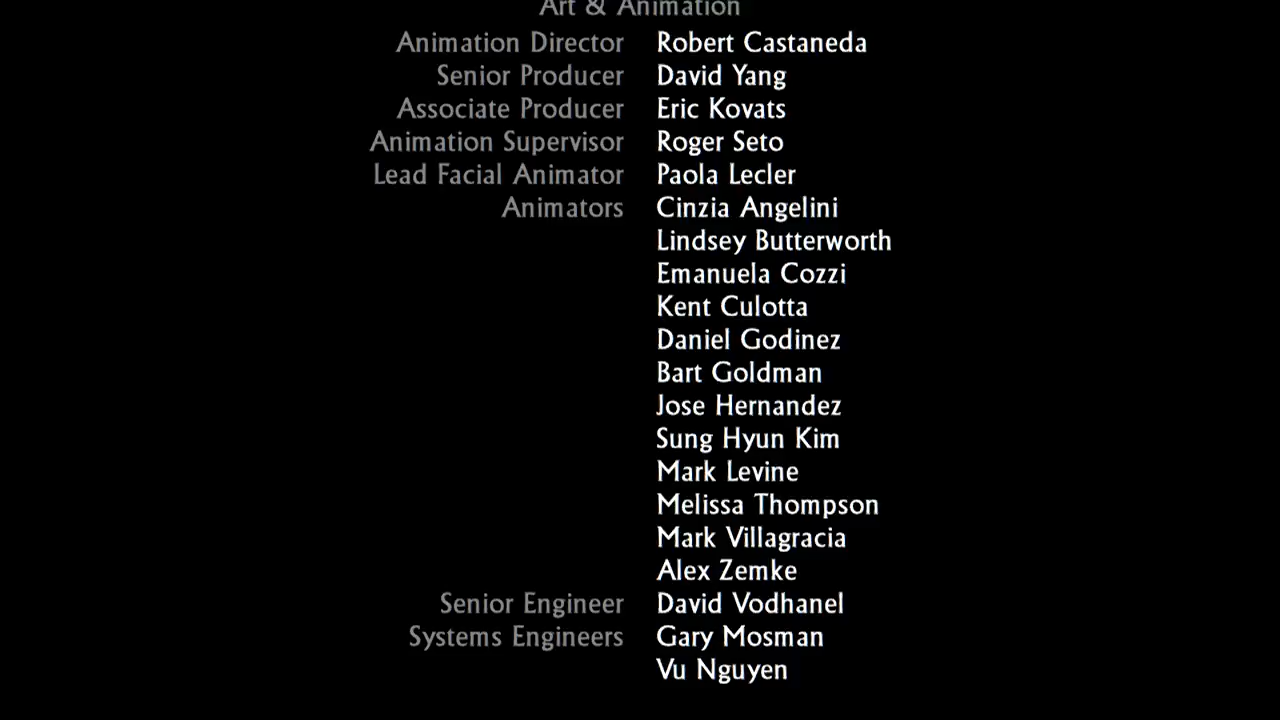 Art & Animation
Animation Director Robert Castaneda
Senior Producer David Yang
Associate Producer Eric Kovats
Animation Supervisor Roger Seto
Lead Facial Animator Paola Lecler
Animators Cinzia Angelini
Lindsey Butterworth
Emanuela Cozzi
Kent Culotta
Daniel Godinez
Bart Goldman
Jose Hernandez
Sung Hyun Kim
Mark Levine
Melissa Thompson
Mark Villagracia
Alex Zemke
Senior Engineer David Vodhanel
Systems Engineers Gary Mosman
Vu Nguyen